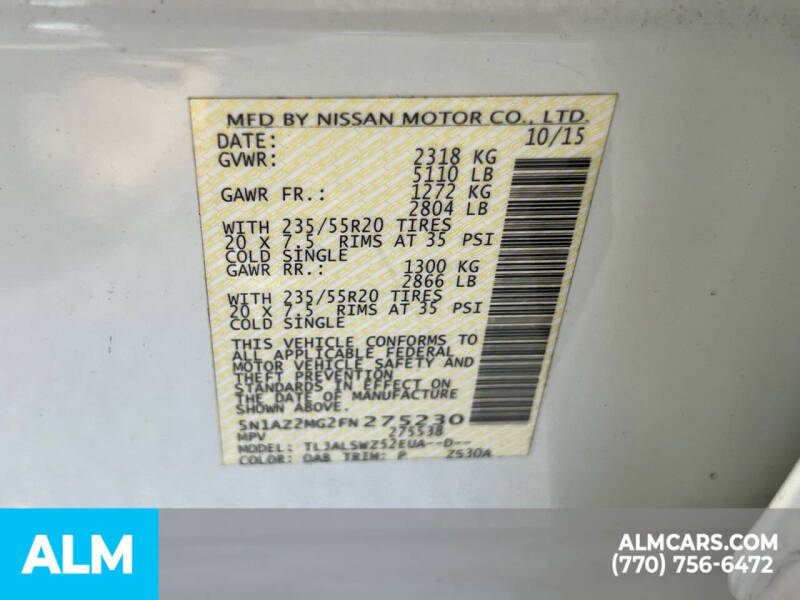 MFD BY NISSAN MOTOR CO., LTD.
DATE: 10/15
GVWR: 2318 KG
5110 LB
GAWR FR.: 1272 KG
2804 LB
WITH 235/55R20 TIRES
20 X 7.5 RIMS AT 35 PSI
COLD SINGLE
GAWR RR.: 1300 KG
2866 LB
WITH 235/55R20 TIRES
20 X 7.5 RIMS AT 35 PSI
COLD SINGLE
THIS VEHICLE CONFORMS TO
ALL APPLICABLE FEDERAL
MOTOR VEHICLE SAFETY AND
THEFT PREVENTION
STANDARDS IN EFFECT ON
THE DATE OF MANUFACTURE
SHOWN ABOVE.
5N1AZ2MG2FN275230
MPV 275538
MODEL: TLJALSWZ52EUA--D--
COLOR: QAB TRIM: P Z530A
ALM
ALMCARS.COM
(770) 756-6472